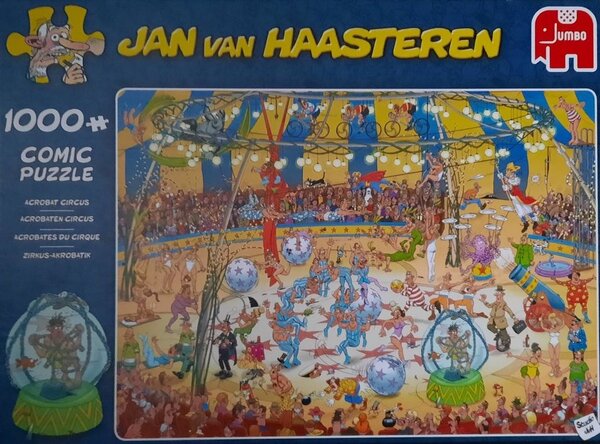 JAN VAN HAASTEREN
JUMBO
1000
COMIC
PUZZLE
ACROBAT CIRCUS
ACROBATEN CIRCUS
ACROBATES DU CIRQUE
ZIRKUS-AKROBATIK